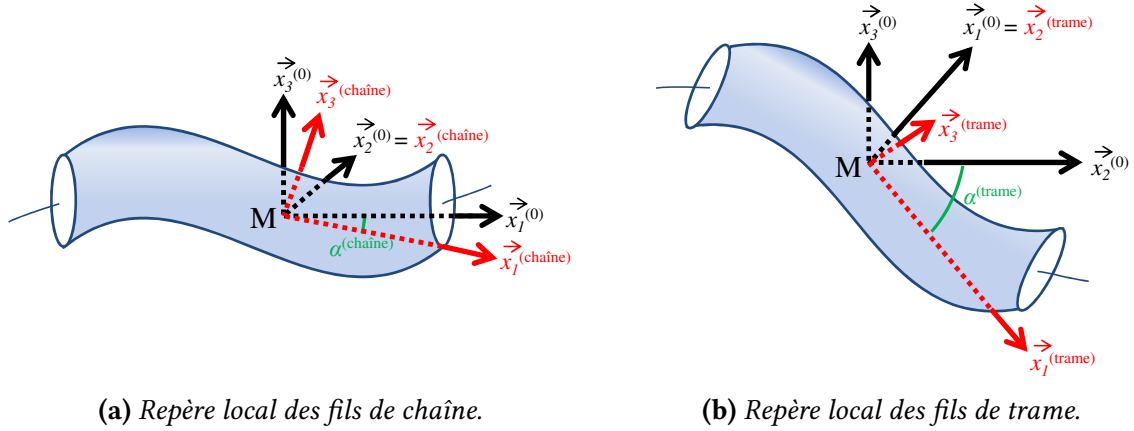 x₃⁽⁰⁾
x₃⁽chaîne⁾
x₂⁽⁰⁾ = x₂⁽chaîne⁾
M
x₁⁽⁰⁾
α⁽chaîne⁾
x₁⁽chaîne⁾
(a) Repère local des fils de chaîne.
x₃⁽⁰⁾
x₁⁽⁰⁾ = x₂⁽trame⁾
x₃⁽trame⁾
M
x₂⁽⁰⁾
α⁽trame⁾
x₁⁽trame⁾
(b) Repère local des fils de trame.